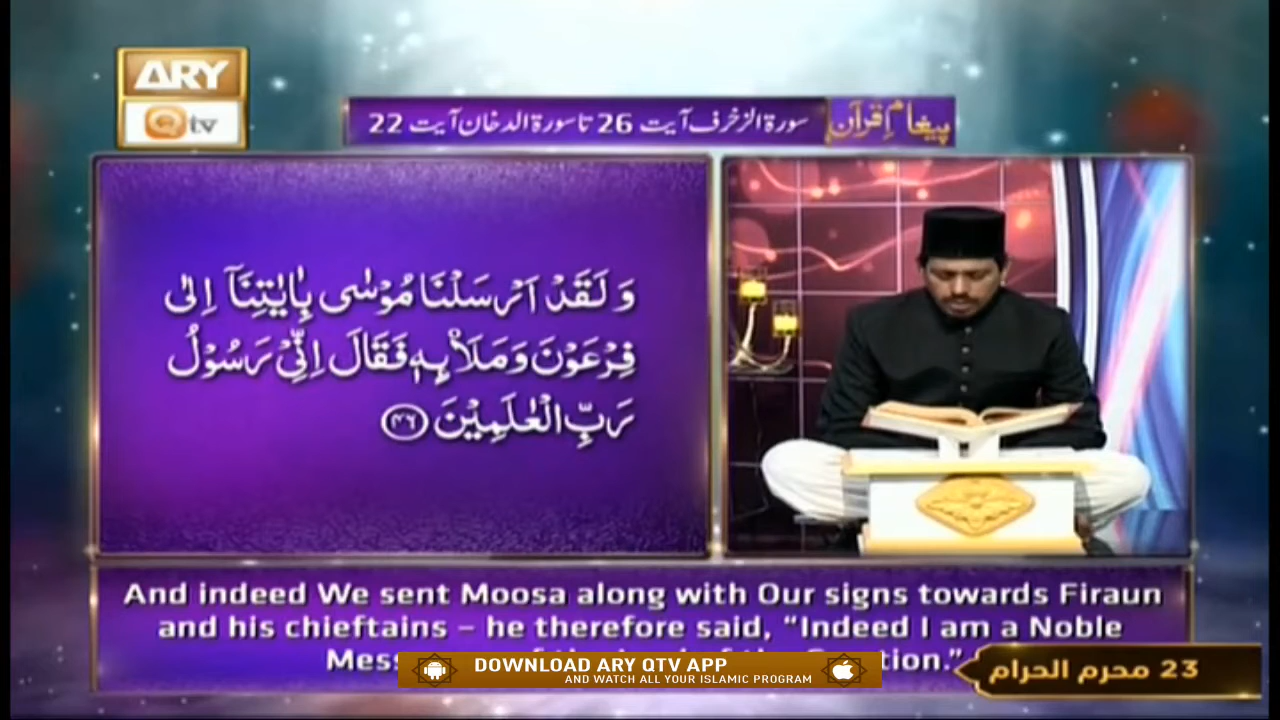 ARY
Qtv
پیغام قرآن
سورۃ الزخرف آیت 26 تا سورۃ الدخان آیت 22
وَلَقَدْ اَرْسَلْنَا مُوْسٰی بِاٰیٰتِنَاۤ اِلٰی
فِرْعَوْنَ وَمَلَا۠ىِٕهٖ فَقَالَ اِنِّیْ رَسُوْلُ
رَبِّ الْعٰلَمِیْنَ ۴۶
And indeed We sent Moosa along with Our signs towards Firaun
and his chieftains – he therefore said, “Indeed I am a Noble
DOWNLOAD ARY QTV APP
AND WATCH ALL YOUR ISLAMIC PROGRAM
23 محرم الحرام